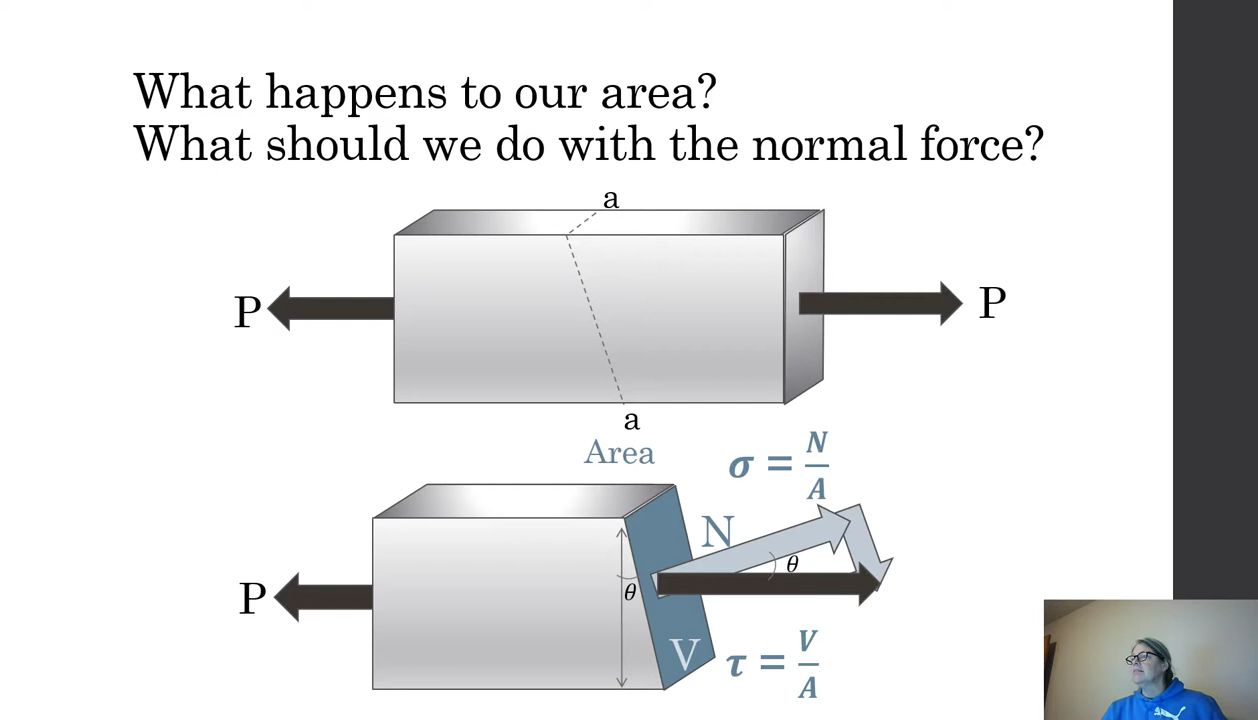 What happens to our area?
What should we do with the normal force?
a
P
P
a
Area
σ = N/A
N
θ
P
θ
V
τ = V/A